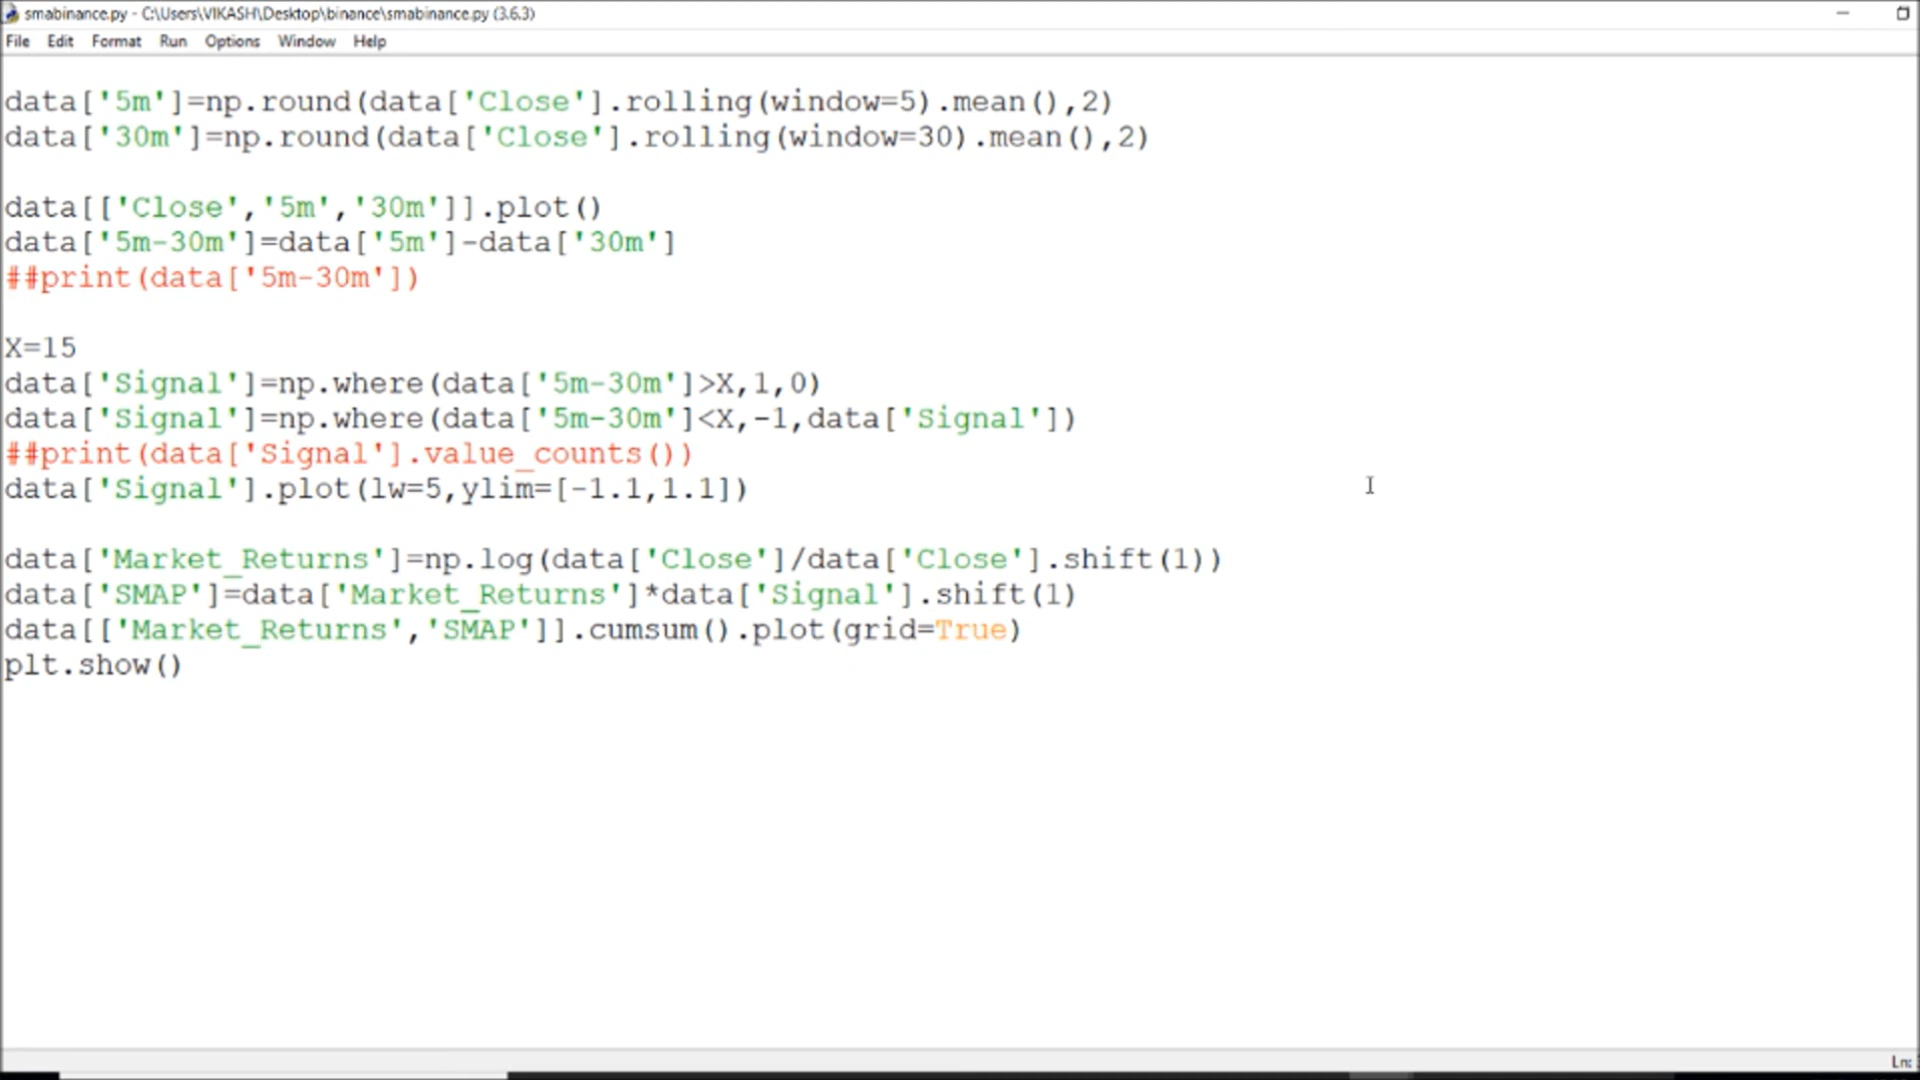 smabinance.py - C:\Users\VIKASH\Desktop\binance\smabinance.py (3.6.3)
File Edit Format Run Options Window Help
data['5m']=np.round(data['Close'].rolling(window=5).mean(),2)
data['30m']=np.round(data['Close'].rolling(window=30).mean(),2)
data[['Close','5m','30m']].plot()
data['5m-30m']=data['5m']-data['30m']
##print(data['5m-30m'])
X=15
data['Signal']=np.where(data['5m-30m']>X,1,0)
data['Signal']=np.where(data['5m-30m']<X,-1,data['Signal'])
##print(data['Signal'].value_counts())
data['Signal'].plot(lw=5,ylim=[-1.1,1.1])
data['Market_Returns']=np.log(data['Close']/data['Close'].shift(1))
data['SMAP']=data['Market_Returns']*data['Signal'].shift(1)
data[['Market_Returns','SMAP']].cumsum().plot(grid=True)
plt.show()
Ln: